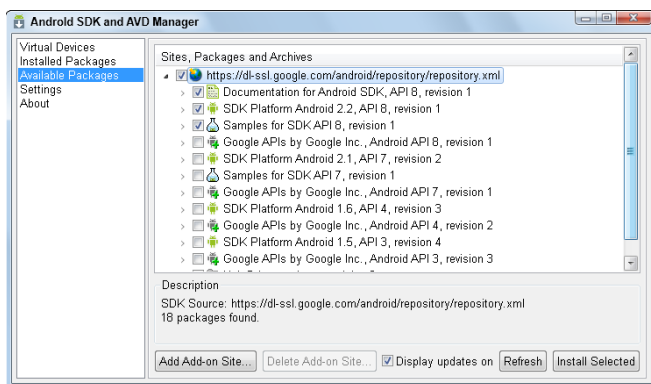 Android SDK and AVD Manager
Virtual Devices
Installed Packages
Available Packages
Settings
About
Sites, Packages and Archives
https://dl-ssl.google.com/android/repository/repository.xml
Documentation for Android SDK, API 8, revision 1
SDK Platform Android 2.2, API 8, revision 1
Samples for SDK API 8, revision 1
Google APIs by Google Inc., Android API 8, revision 1
SDK Platform Android 2.1, API 7, revision 2
Samples for SDK API 7, revision 1
Google APIs by Google Inc., Android API 7, revision 1
SDK Platform Android 1.6, API 4, revision 3
Google APIs by Google Inc., Android API 4, revision 2
SDK Platform Android 1.5, API 3, revision 4
Google APIs by Google Inc., Android API 3, revision 3
Description
SDK Source: https://dl-ssl.google.com/android/repository/repository.xml
18 packages found.
Add Add-on Site... Delete Add-on Site... Display updates on Refresh Install Selected